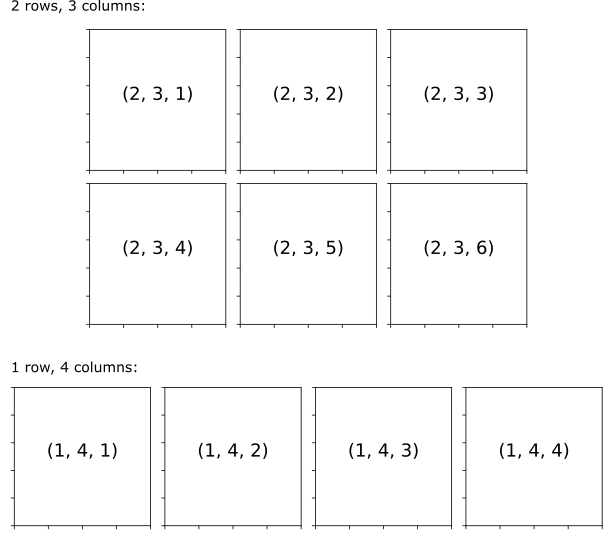 2 rows, 3 columns:
(2, 3, 1) (2, 3, 2) (2, 3, 3)
(2, 3, 4) (2, 3, 5) (2, 3, 6)
1 row, 4 columns:
(1, 4, 1) (1, 4, 2) (1, 4, 3) (1, 4, 4)